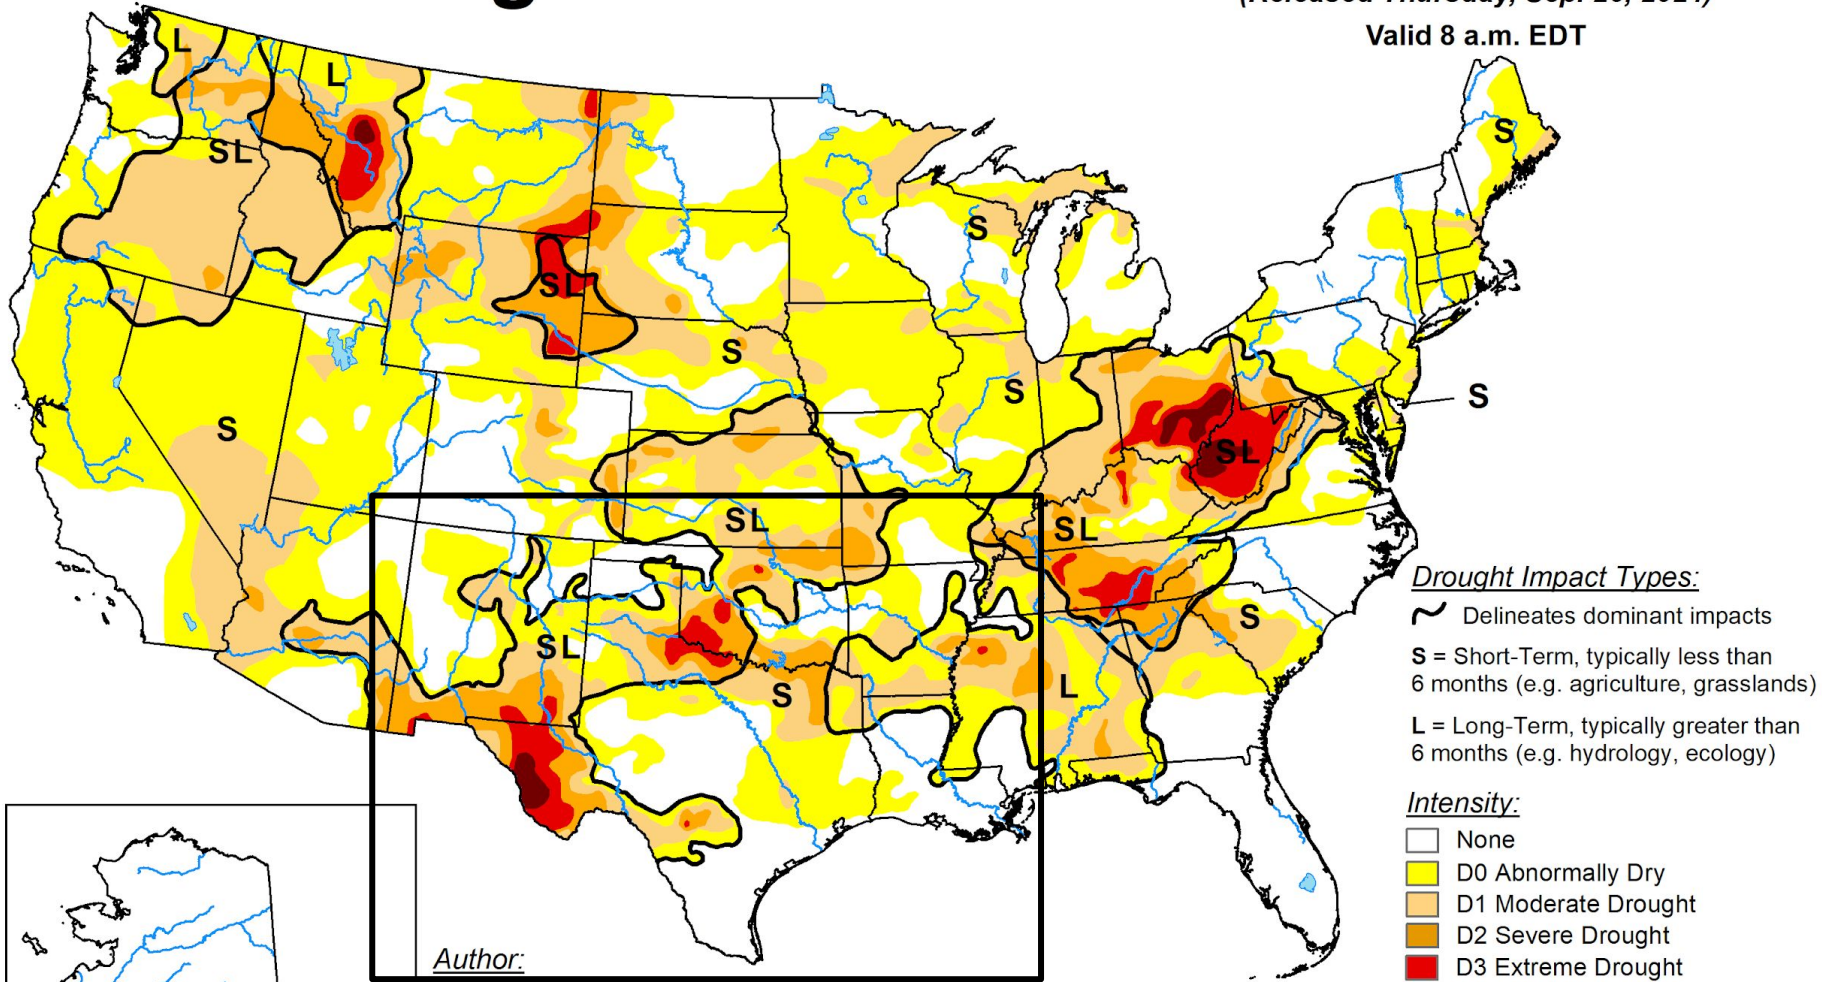 Valid 8 a.m. EDT
L
L
S
SL
S
SL
S
S
S
S
SL
SL
SL
S
SL
S
L
Author:
Drought Impact Types:
Delineates dominant impacts
S = Short-Term, typically less than
6 months (e.g. agriculture, grasslands)
L = Long-Term, typically greater than
6 months (e.g. hydrology, ecology)
Intensity:
None
D0 Abnormally Dry
D1 Moderate Drought
D2 Severe Drought
D3 Extreme Drought